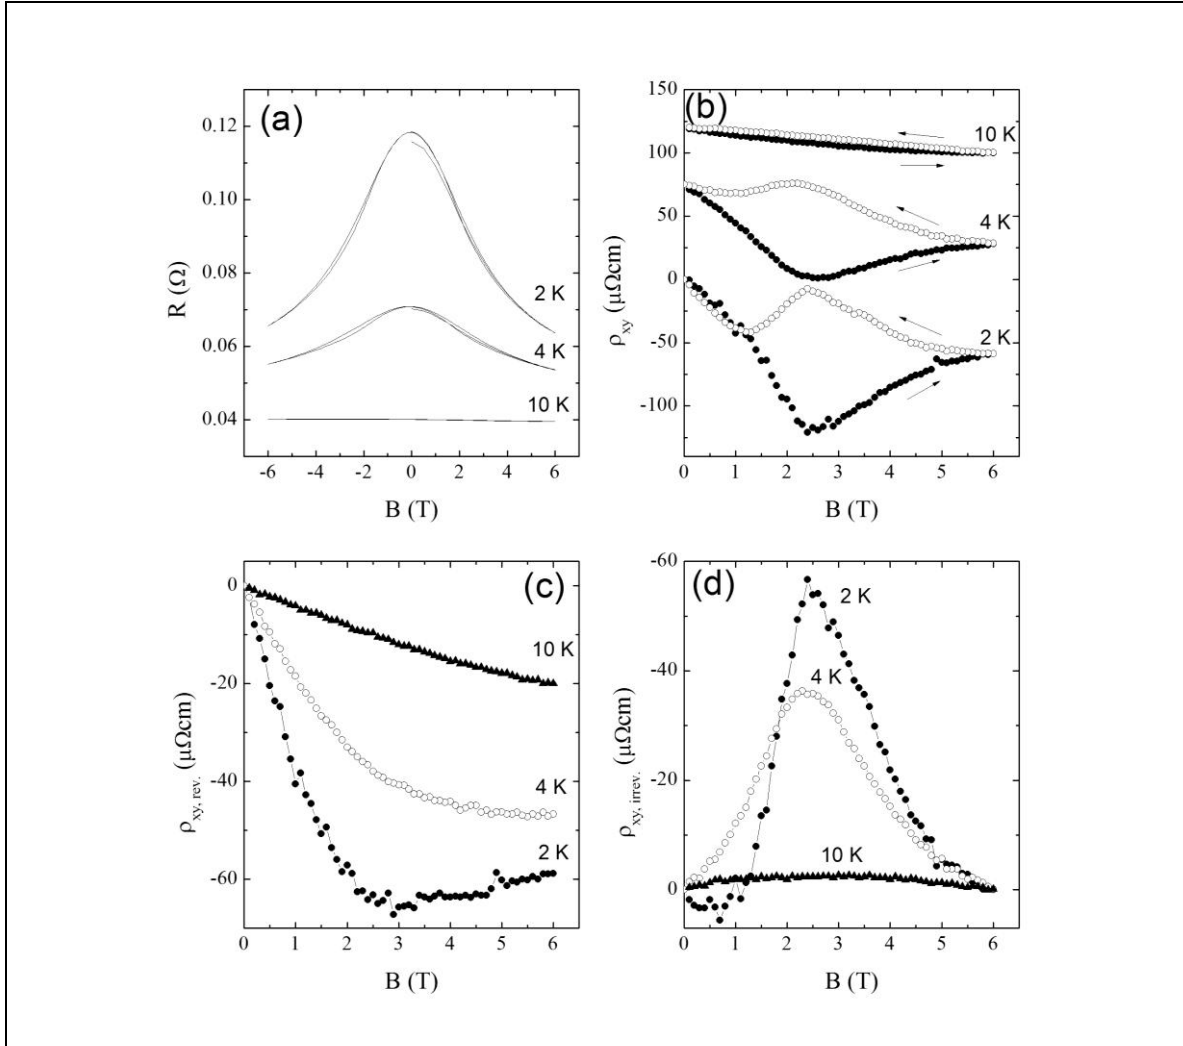 (a)
0.12
0.10
0.08
0.06
0.04
R (Ω)
2 K
4 K
10 K
-6 -4 -2 0 2 4 6
B (T)
(b)
150
100
50
0
-50
-100
ρxy (μΩcm)
10 K
4 K
2 K
0 1 2 3 4 5 6
B (T)
(c)
0
-20
-40
-60
ρxy, rev. (μΩcm)
10 K
4 K
2 K
0 1 2 3 4 5 6
B (T)
(d)
-60
-40
-20
0
ρxy, irrev. (μΩcm)
2 K
4 K
10 K
0 1 2 3 4 5 6
B (T)